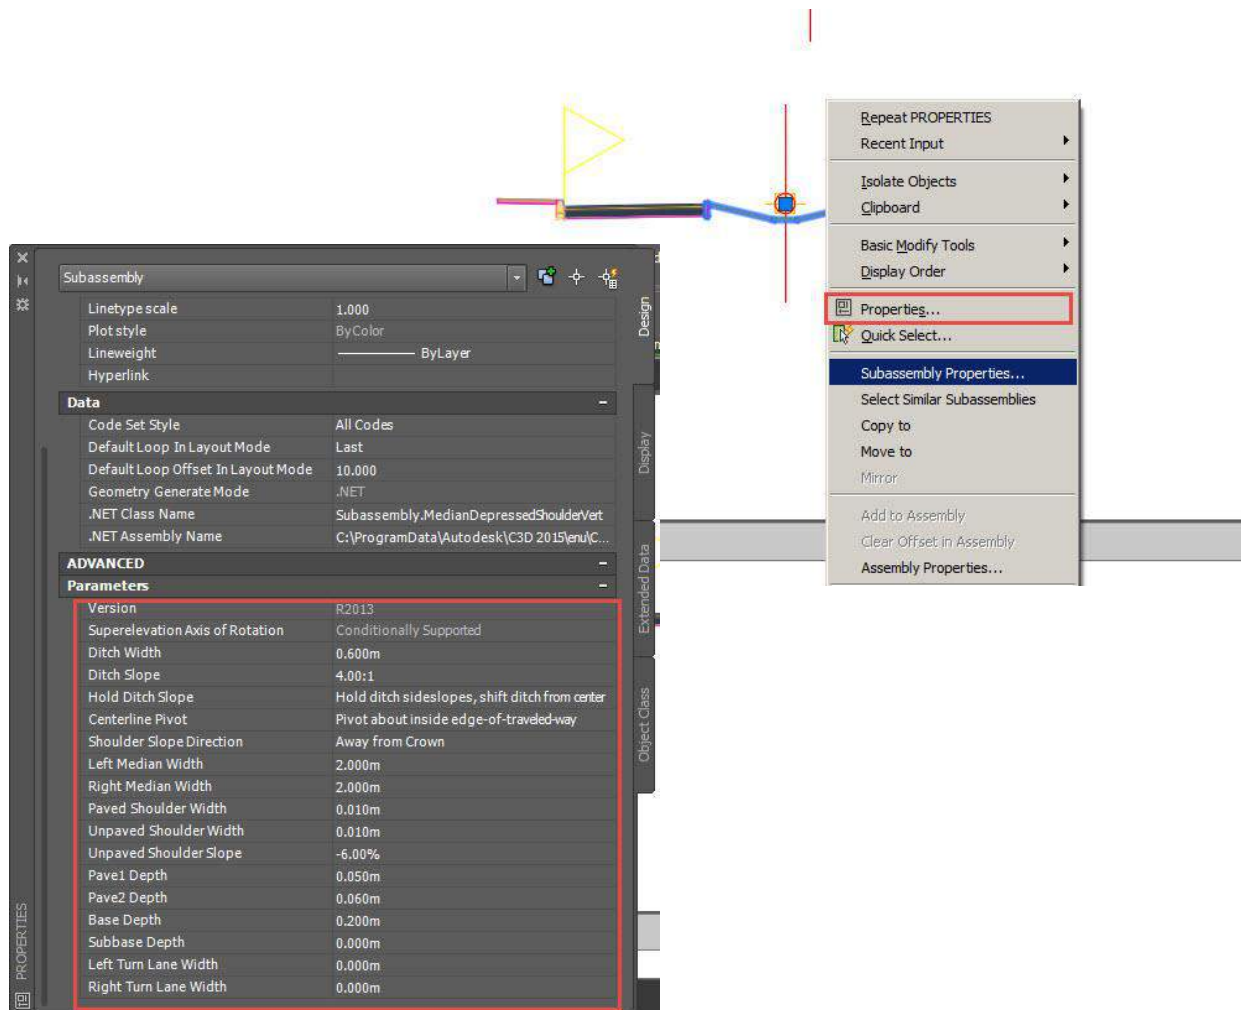 Repeat PROPERTIES
Recent Input
Isolate Objects
Clipboard
Basic Modify Tools
Display Order
Properties...
Quick Select...
Subassembly Properties...
Select Similar Subassemblies
Copy to
Move to
Mirror
Add to Assembly
Clear Offset in Assembly
Assembly Properties...
Subassembly
Linetype scale 1.000
Plot style ByColor
Lineweight ByLayer
Hyperlink
Data
Code Set Style All Codes
Default Loop In Layout Mode Last
Default Loop Offset In Layout Mode 10.000
Geometry Generate Mode .NET
.NET Class Name Subassembly.MedianDepressedShoulderVert
.NET Assembly Name C:\ProgramData\Autodesk\C3D 2015\enu\C...
ADVANCED
Parameters
Version R2013
Superelevation Axis of Rotation Conditionally Supported
Ditch Width 0.600m
Ditch Slope 4.00:1
Hold Ditch Slope Hold ditch sideslopes, shift ditch from center
Centerline Pivot Pivot about inside edge-of-traveled-way
Shoulder Slope Direction Away from Crown
Left Median Width 2.000m
Right Median Width 2.000m
Paved Shoulder Width 0.010m
Unpaved Shoulder Width 0.010m
Unpaved Shoulder Slope -6.00%
Pave1 Depth 0.050m
Pave2 Depth 0.060m
Base Depth 0.200m
Subbase Depth 0.000m
Left Turn Lane Width 0.000m
Right Turn Lane Width 0.000m
Design
Display
Extended Data
Object Class
PROPERTIES